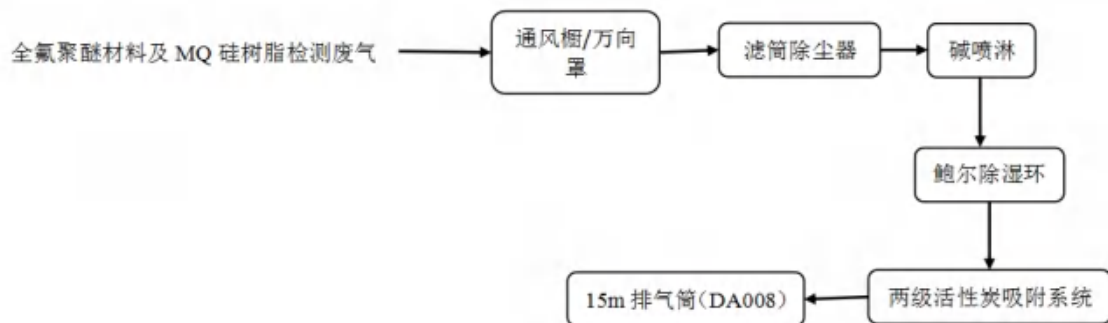 全氟聚醚材料及 MQ 硅树脂检测废气
通风橱/万向
罩
滤筒除尘器
碱喷淋
鲍尔除湿环
两级活性炭吸附系统
15m 排气筒（DA008）